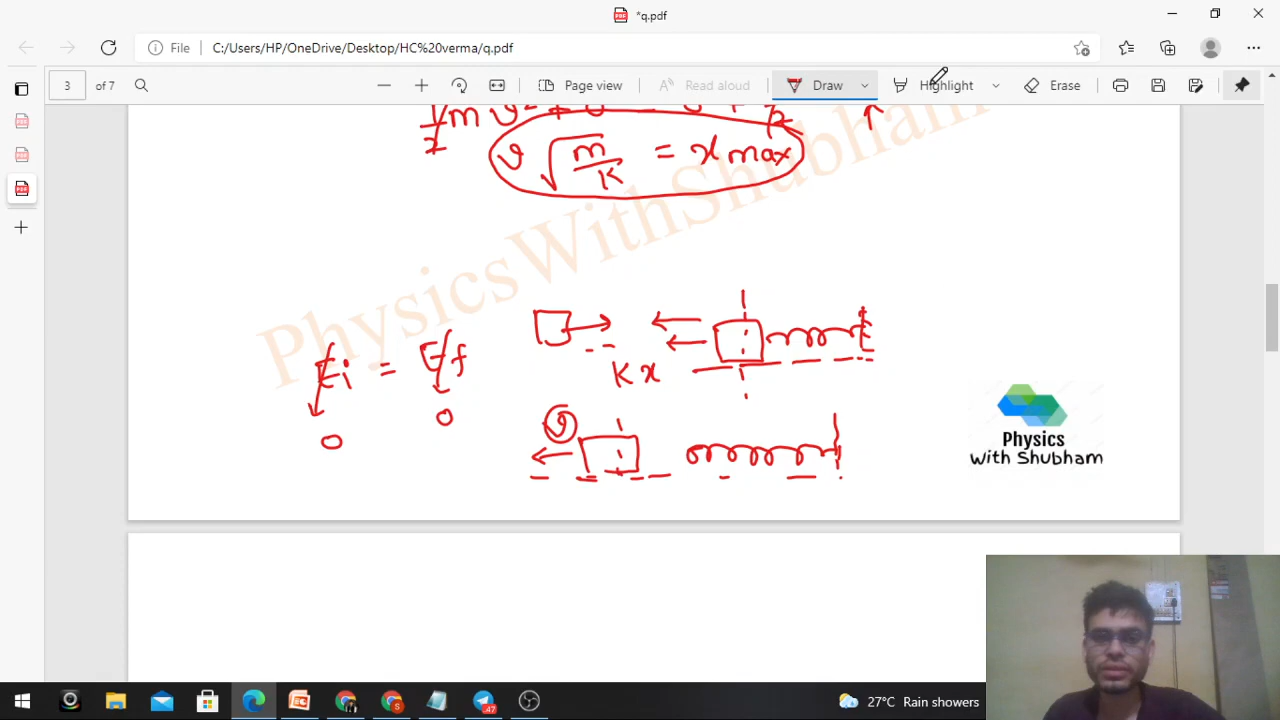 *q.pdf
File C:/Users/HP/OneDrive/Desktop/HC%20verma/q.pdf
3 of 7 Page view Read aloud Draw Highlight Erase
ϑ √m/K = x max
PhysicsWithShubham
Ei = Ef
0 0
K x
ϑ
Physics
With Shubham
27°C Rain showers